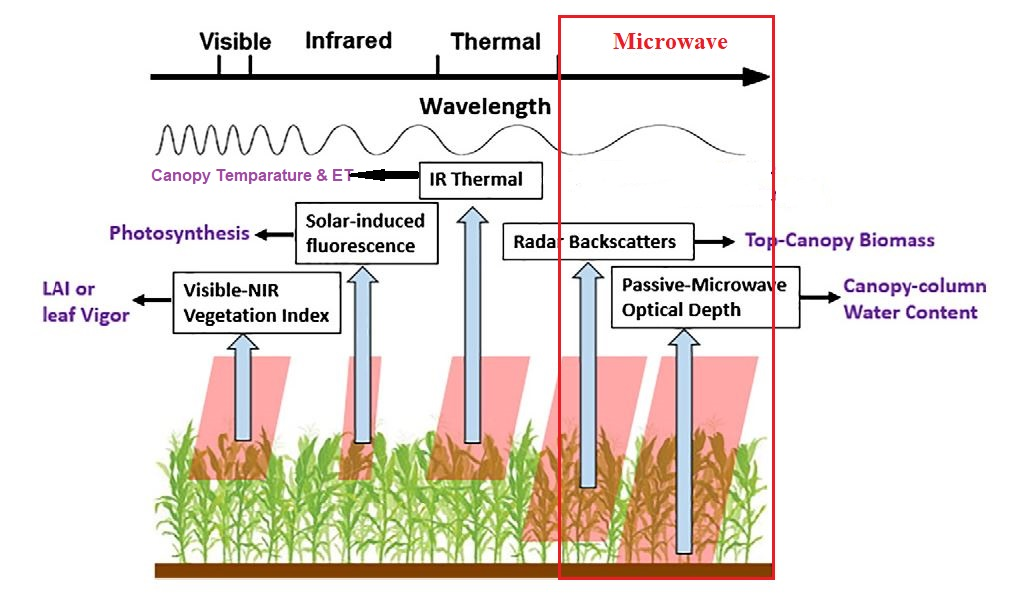 Visible Infrared Thermal Microwave
Wavelength
Canopy Temparature & ET
IR Thermal
Photosynthesis
Solar-induced
fluorescence
Radar Backscatters
Top-Canopy Biomass
LAI or
leaf Vigor
Visible-NIR
Vegetation Index
Passive-Microwave
Optical Depth
Canopy-column
Water Content